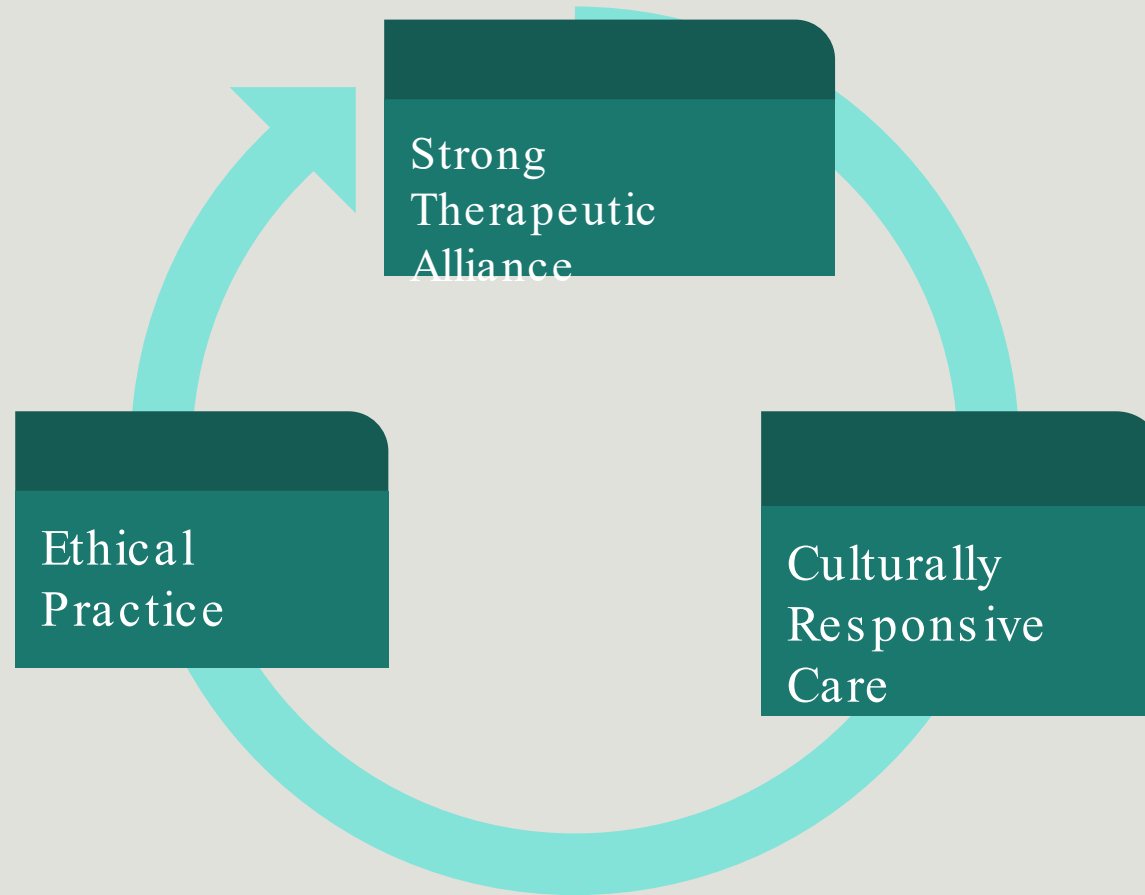 Strong
Therapeutic
Alliance
Ethical
Practice
Culturally
Responsive
Care